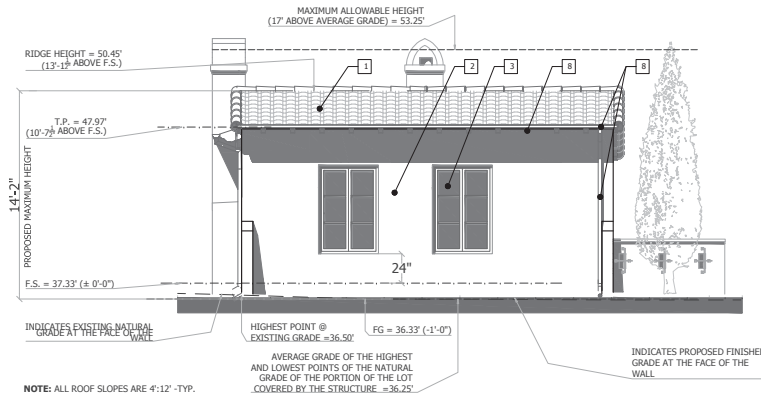 MAXIMUM ALLOWABLE HEIGHT
(17' ABOVE AVERAGE GRADE) = 53.25'
RIDGE HEIGHT = 50.45'
(13'-1½" ABOVE F.S.)
1
2
3
8
8
T.P. = 47.97'
(10'-7½" ABOVE F.S.)
14'-2"
PROPOSED MAXIMUM HEIGHT
24"
F.S. = 37.33' (± 0'-0")
INDICATES EXISTING NATURAL
GRADE AT THE FACE OF THE
WALL
HIGHEST POINT @
EXISTING GRADE =36.50'
FG = 36.33' (-1'-0")
AVERAGE GRADE OF THE HIGHEST
AND LOWEST POINTS OF THE NATURAL
GRADE OF THE PORTION OF THE LOT
COVERED BY THE STRUCTURE =36.25'
INDICATES PROPOSED FINISHED
GRADE AT THE FACE OF THE
WALL
NOTE: ALL ROOF SLOPES ARE 4':12' -TYP.